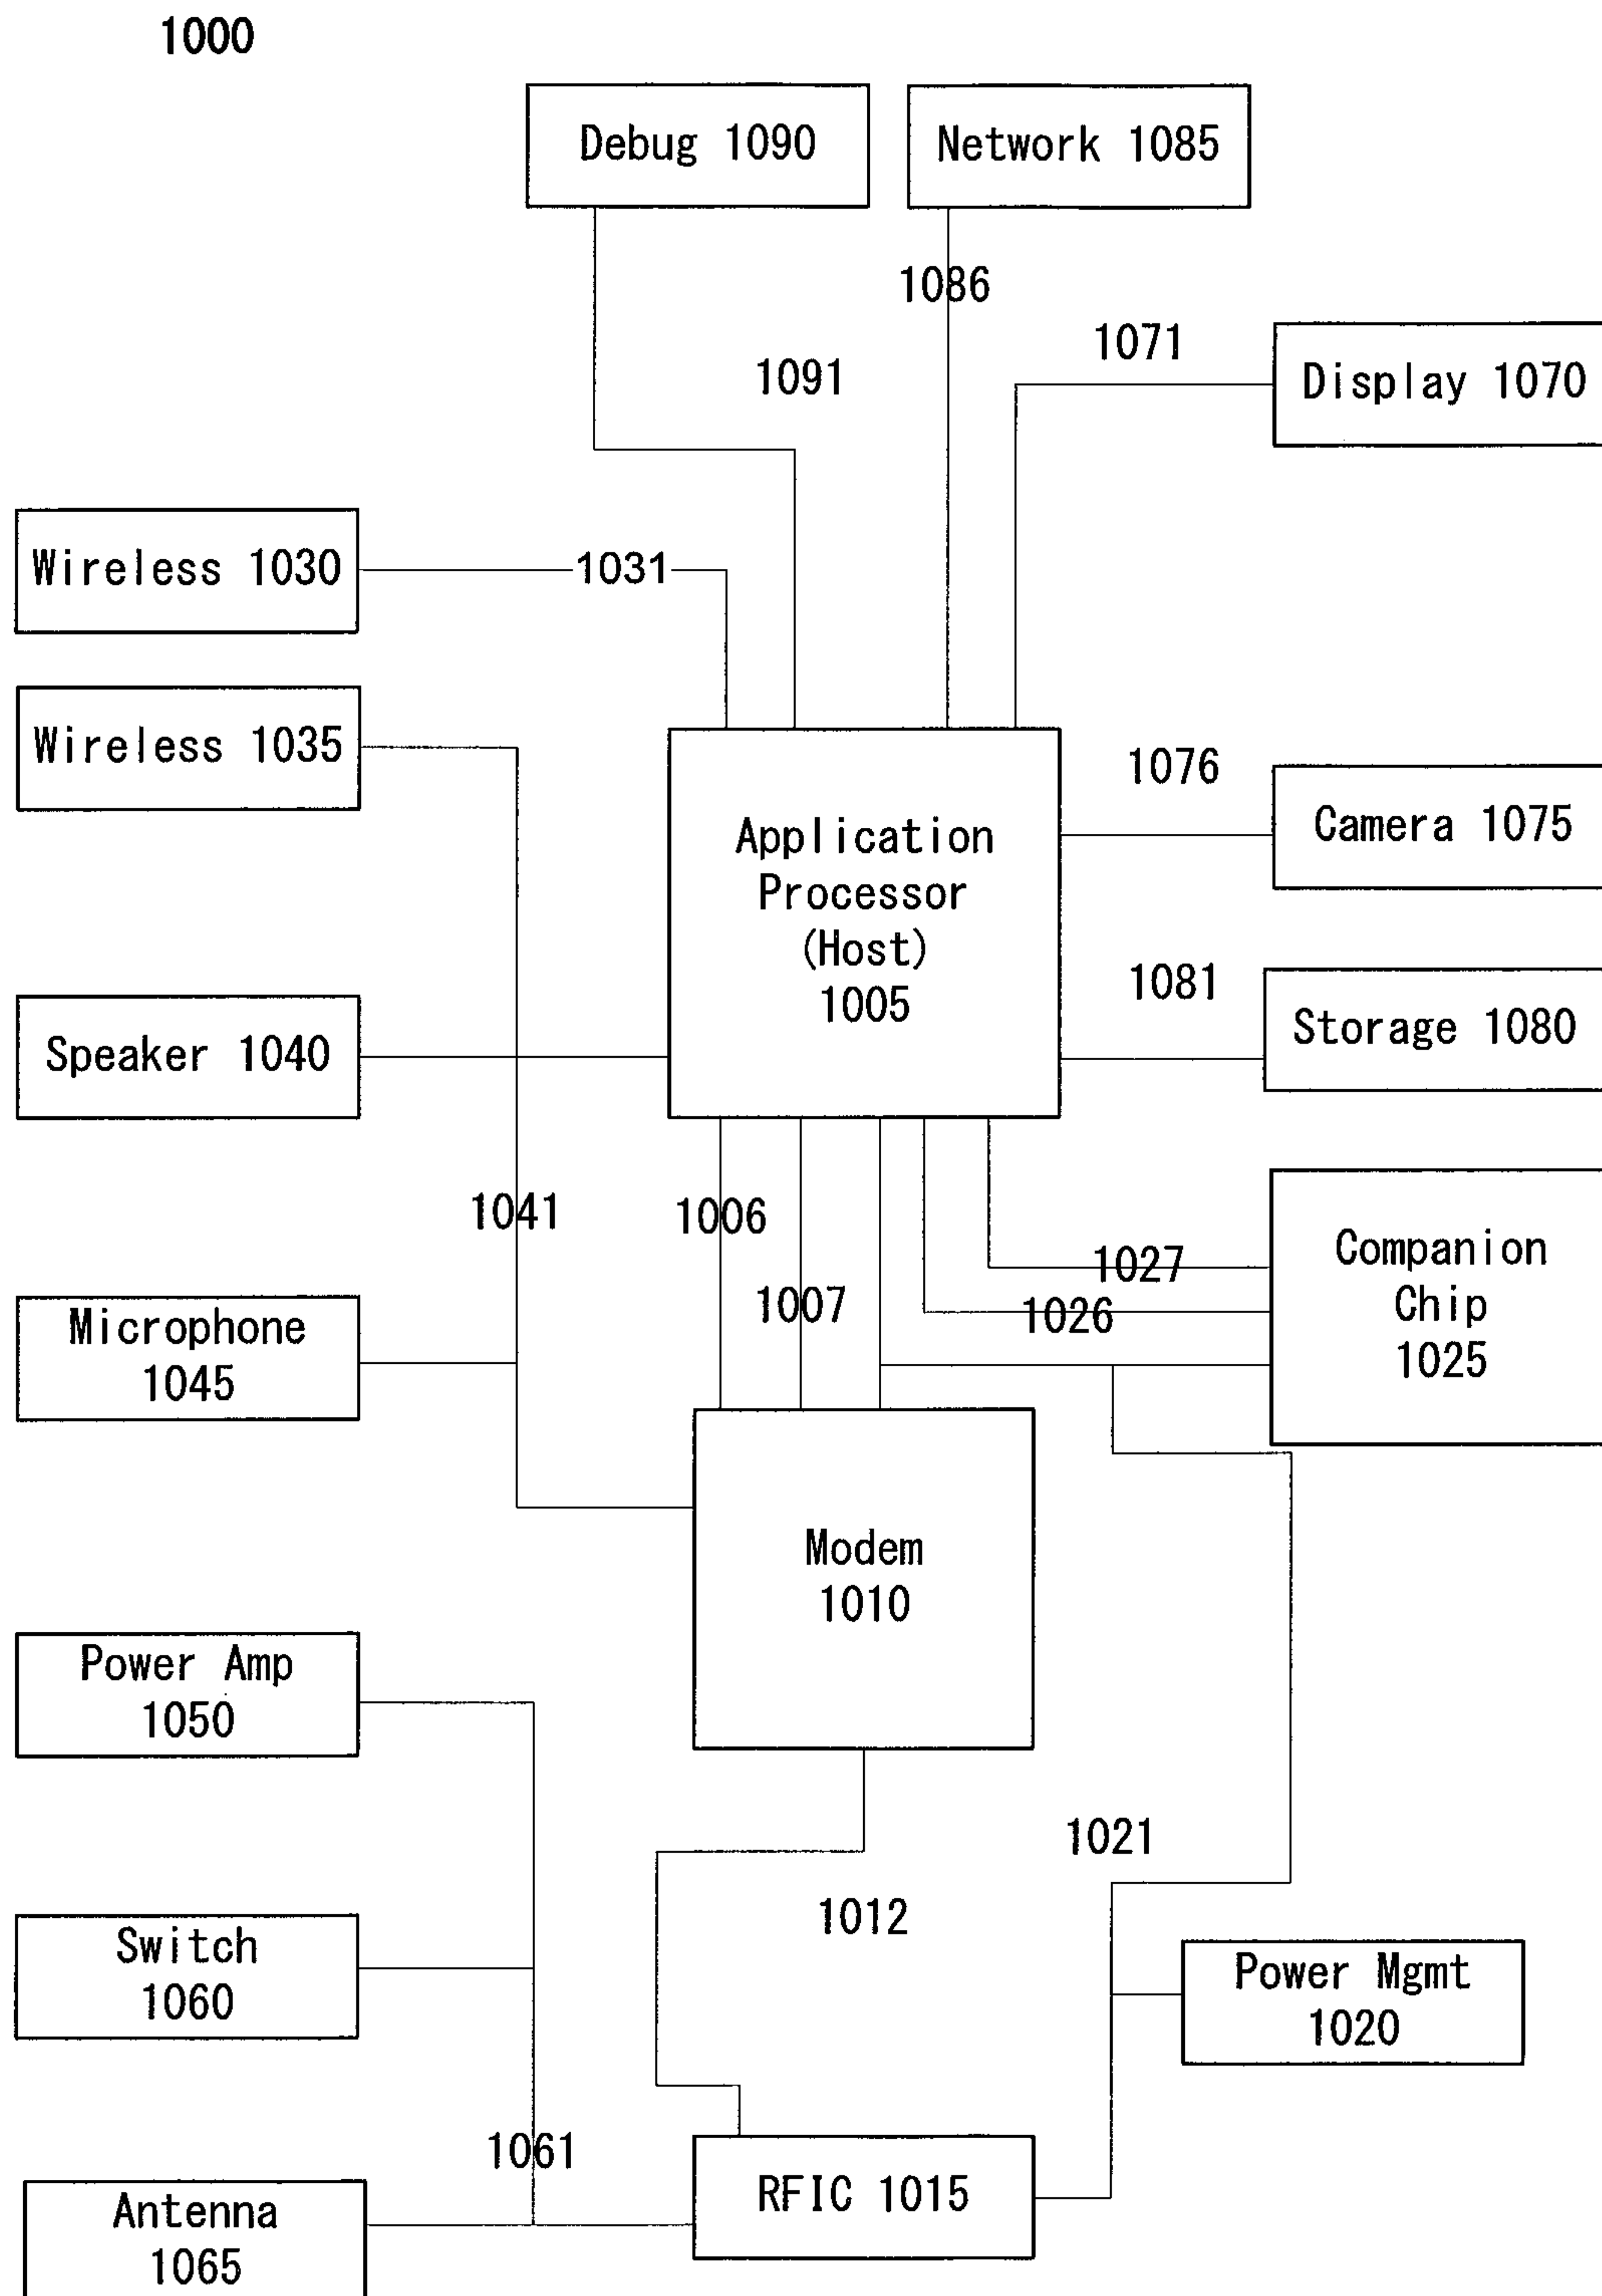 1000
Debug 1090
Network 1085
1086
1071
Display 1070
1091
Wireless 1030
1031
Wireless 1035
1076
Camera 1075
Application
Processor
(Host)
1005
1081
Storage 1080
Speaker 1040
1041
1006
1007
1027
1026
Companion
Chip
1025
Microphone
1045
Modem
1010
Power Amp
1050
1021
1012
Switch
1060
Power Mgmt
1020
1061
RFIC 1015
Antenna
1065